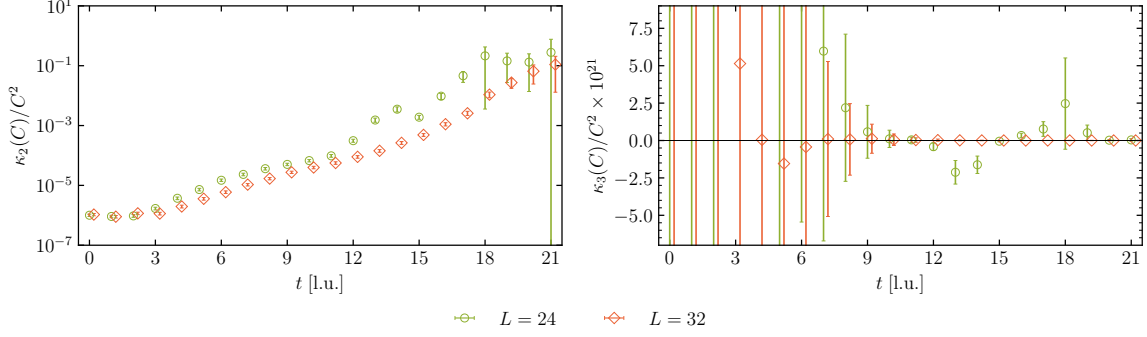 10^1
10^{-1}
10^{-3}
10^{-5}
10^{-7}
κ_2(C)/C^2
0 3 6 9 12 15 18 21
t [l.u.]
7.5
5.0
2.5
0.0
−2.5
−5.0
κ_3(C)/C^2 × 10^{21}
0 3 6 9 12 15 18 21
t [l.u.]
L = 24 L = 32